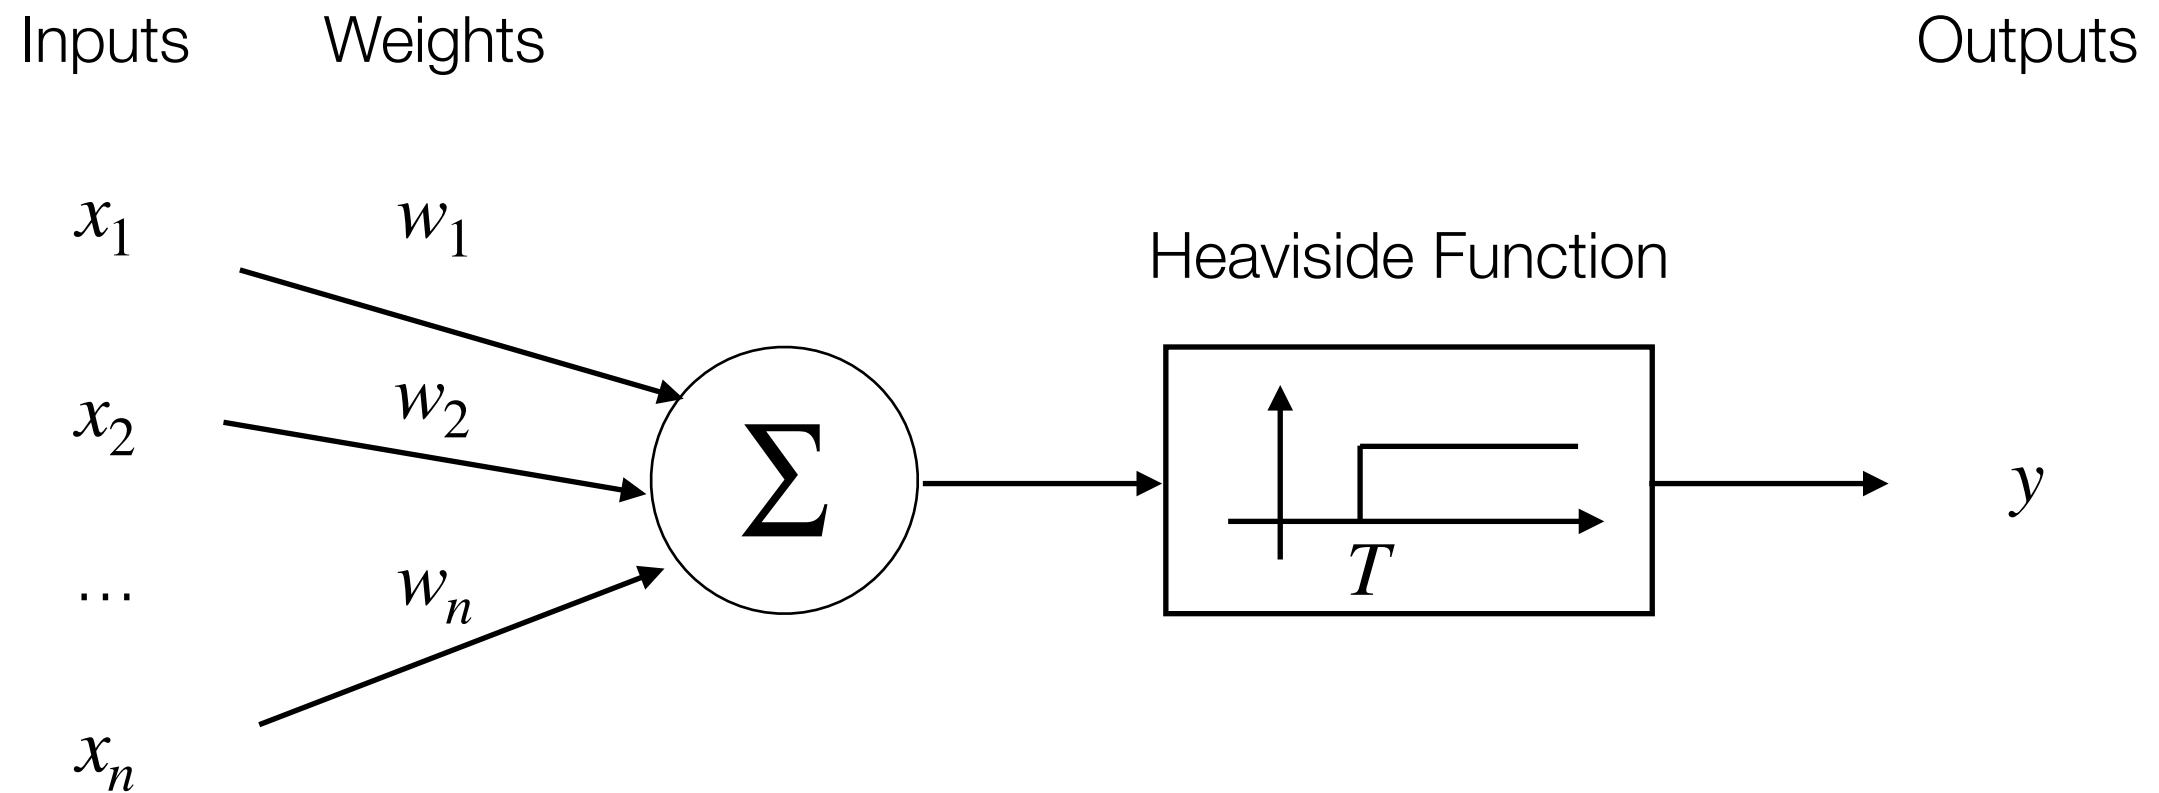 Inputs Weights Outputs
x₁ w₁
Heaviside Function
x₂ w₂
Σ
y
… wₙ
T
xₙ